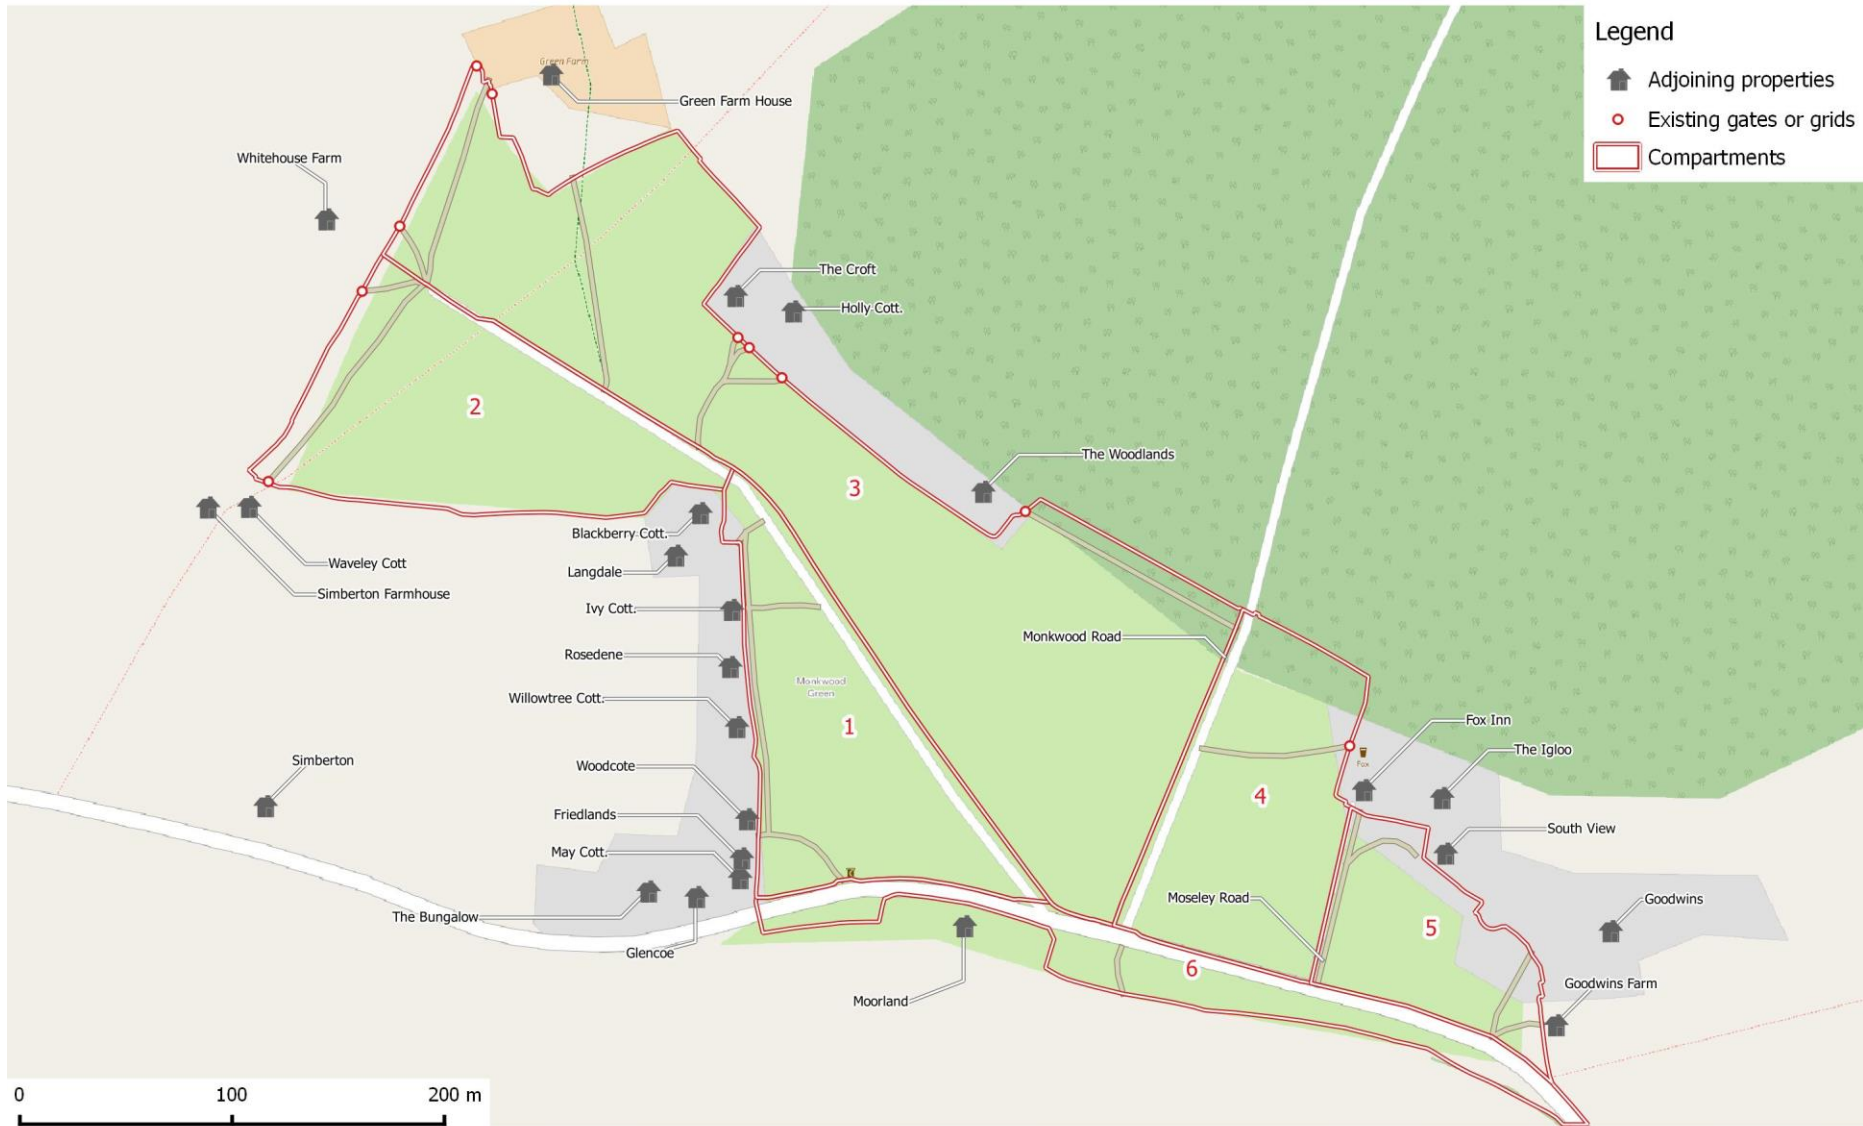 Legend
Adjoining properties
Existing gates or grids
Compartments
Green Farm
Green Farm House
Whitehouse Farm
The Croft
Holly Cott.
2
The Woodlands
3
Blackberry Cott.
Waveley Cott
Langdale
Simberton Farmhouse
Ivy Cott.
Monkwood Road
Rosedene
Monkwood
Green
Willowtree Cott.
1
Fox Inn
The Igloo
Simberton
Woodcote
Fox
4
Friedlands
South View
May Cott.
Moseley Road
Goodwins
The Bungalow
5
Glencoe
6
Goodwins Farm
Moorland
0 100 200 m